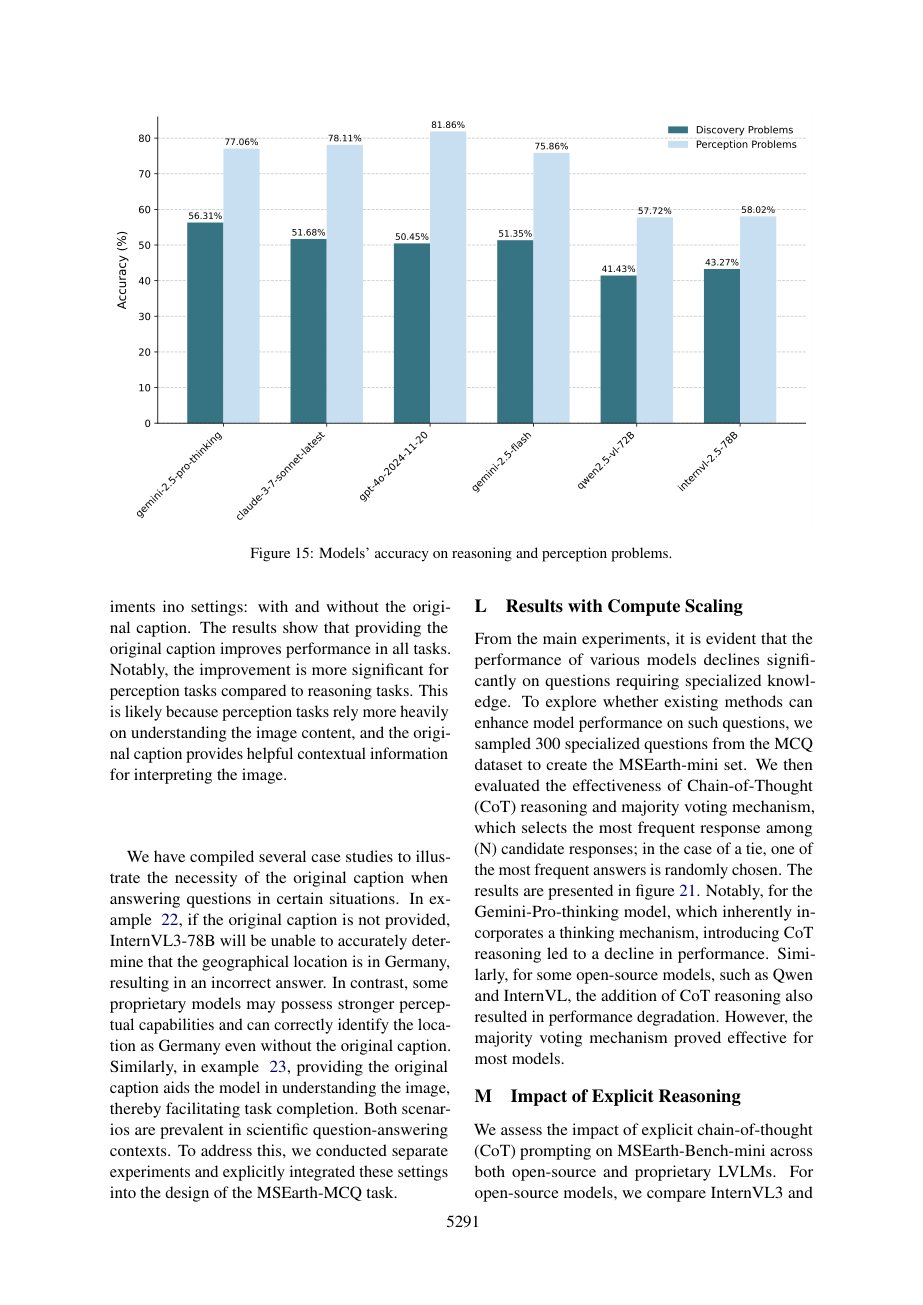 80
70
60
50
40
30
20
10
0
Accuracy (%)
77.06%
78.11%
81.86%
75.86%
56.31%
51.68%
50.45%
51.35%
57.72%
58.02%
41.43%
43.27%
Discovery Problems
Perception Problems
gemini-2.5-pro-thinking
claude-3-7-sonnet-latest
gpt-4o-2024-11-20
gemini-2.5-flash
qwen2.5-vl-72B
internvl-2.5-78B
Figure 15: Models’ accuracy on reasoning and perception problems.
iments ino settings: with and without the origi-
nal caption. The results show that providing the
original caption improves performance in all tasks.
Notably, the improvement is more significant for
perception tasks compared to reasoning tasks. This
is likely because perception tasks rely more heavily
on understanding the image content, and the origi-
nal caption provides helpful contextual information
for interpreting the image.
We have compiled several case studies to illus-
trate the necessity of the original caption when
answering questions in certain situations. In ex-
ample 22, if the original caption is not provided,
InternVL3-78B will be unable to accurately deter-
mine that the geographical location is in Germany,
resulting in an incorrect answer. In contrast, some
proprietary models may possess stronger percep-
tual capabilities and can correctly identify the loca-
tion as Germany even without the original caption.
Similarly, in example 23, providing the original
caption aids the model in understanding the image,
thereby facilitating task completion. Both scenar-
ios are prevalent in scientific question-answering
contexts. To address this, we conducted separate
experiments and explicitly integrated these settings
into the design of the MSEarth-MCQ task.
L Results with Compute Scaling
From the main experiments, it is evident that the
performance of various models declines signifi-
cantly on questions requiring specialized knowl-
edge. To explore whether existing methods can
enhance model performance on such questions, we
sampled 300 specialized questions from the MCQ
dataset to create the MSEarth-mini set. We then
evaluated the effectiveness of Chain-of-Thought
(CoT) reasoning and majority voting mechanism,
which selects the most frequent response among
(N) candidate responses; in the case of a tie, one of
the most frequent answers is randomly chosen. The
results are presented in figure 21. Notably, for the
Gemini-Pro-thinking model, which inherently in-
corporates a thinking mechanism, introducing CoT
reasoning led to a decline in performance. Simi-
larly, for some open-source models, such as Qwen
and InternVL, the addition of CoT reasoning also
resulted in performance degradation. However, the
majority voting mechanism proved effective for
most models.
M Impact of Explicit Reasoning
We assess the impact of explicit chain-of-thought
(CoT) prompting on MSEarth-Bench-mini across
both open-source and proprietary LVLMs. For
open-source models, we compare InternVL3 and
5291